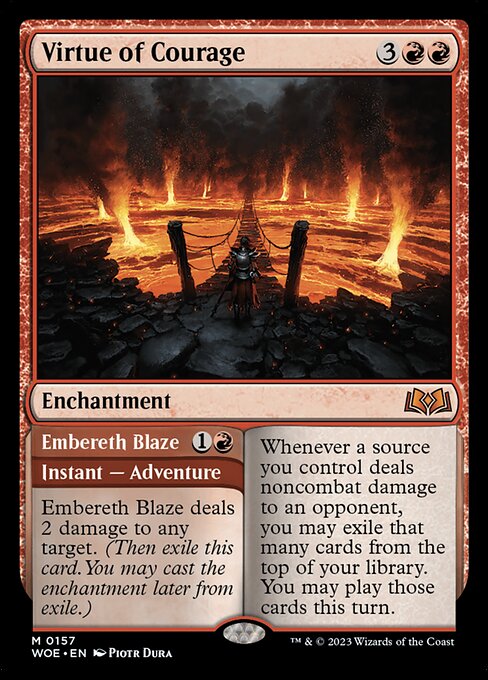 Virtue of Courage 3
Enchantment
Embereth Blaze 1
Instant — Adventure
Embereth Blaze deals
2 damage to any
target. (Then exile this
card. You may cast the
enchantment later from
exile.)
Whenever a source
you control deals
noncombat damage
to an opponent,
you may exile that
many cards from the
top of your library.
You may play those
cards this turn.
M 0157
WOE • EN Piotr Dura
™ & © 2023 Wizards of the Coast